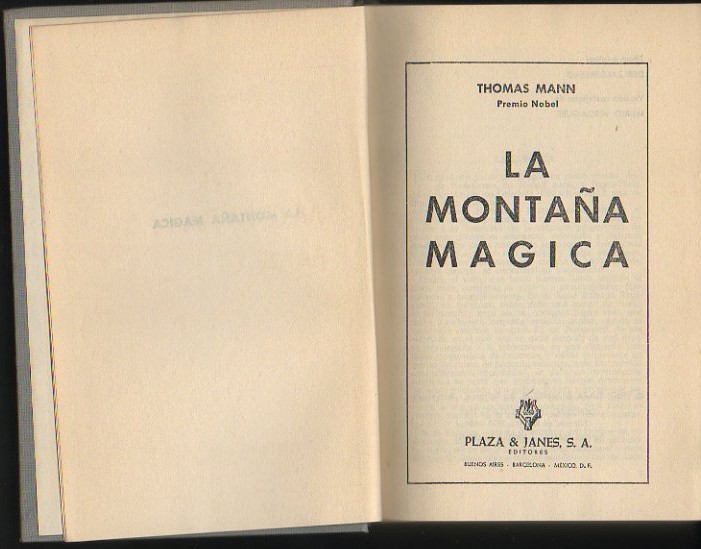 THOMAS MANN
Premio Nobel
LA
MONTAÑA
MAGICA
PLAZA & JANES, S. A.
EDITORES
BUENOS AIRES - BARCELONA - MEXICO, D. F.